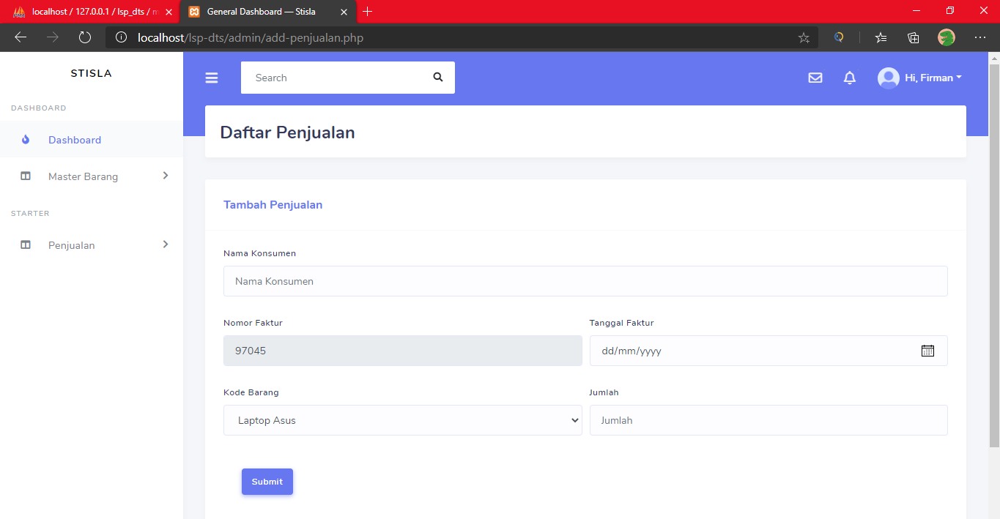 localhost / 127.0.0.1 / lsp_dts / m
General Dashboard — Stisla
localhost/lsp-dts/admin/add-penjualan.php
STISLA
Search
Hi, Firman
DASHBOARD
Dashboard
Master Barang
STARTER
Penjualan
Daftar Penjualan
Tambah Penjualan
Nama Konsumen
Nama Konsumen
Nomor Faktur
Tanggal Faktur
97045
dd/mm/yyyy
Kode Barang
Jumlah
Laptop Asus
Jumlah
Submit